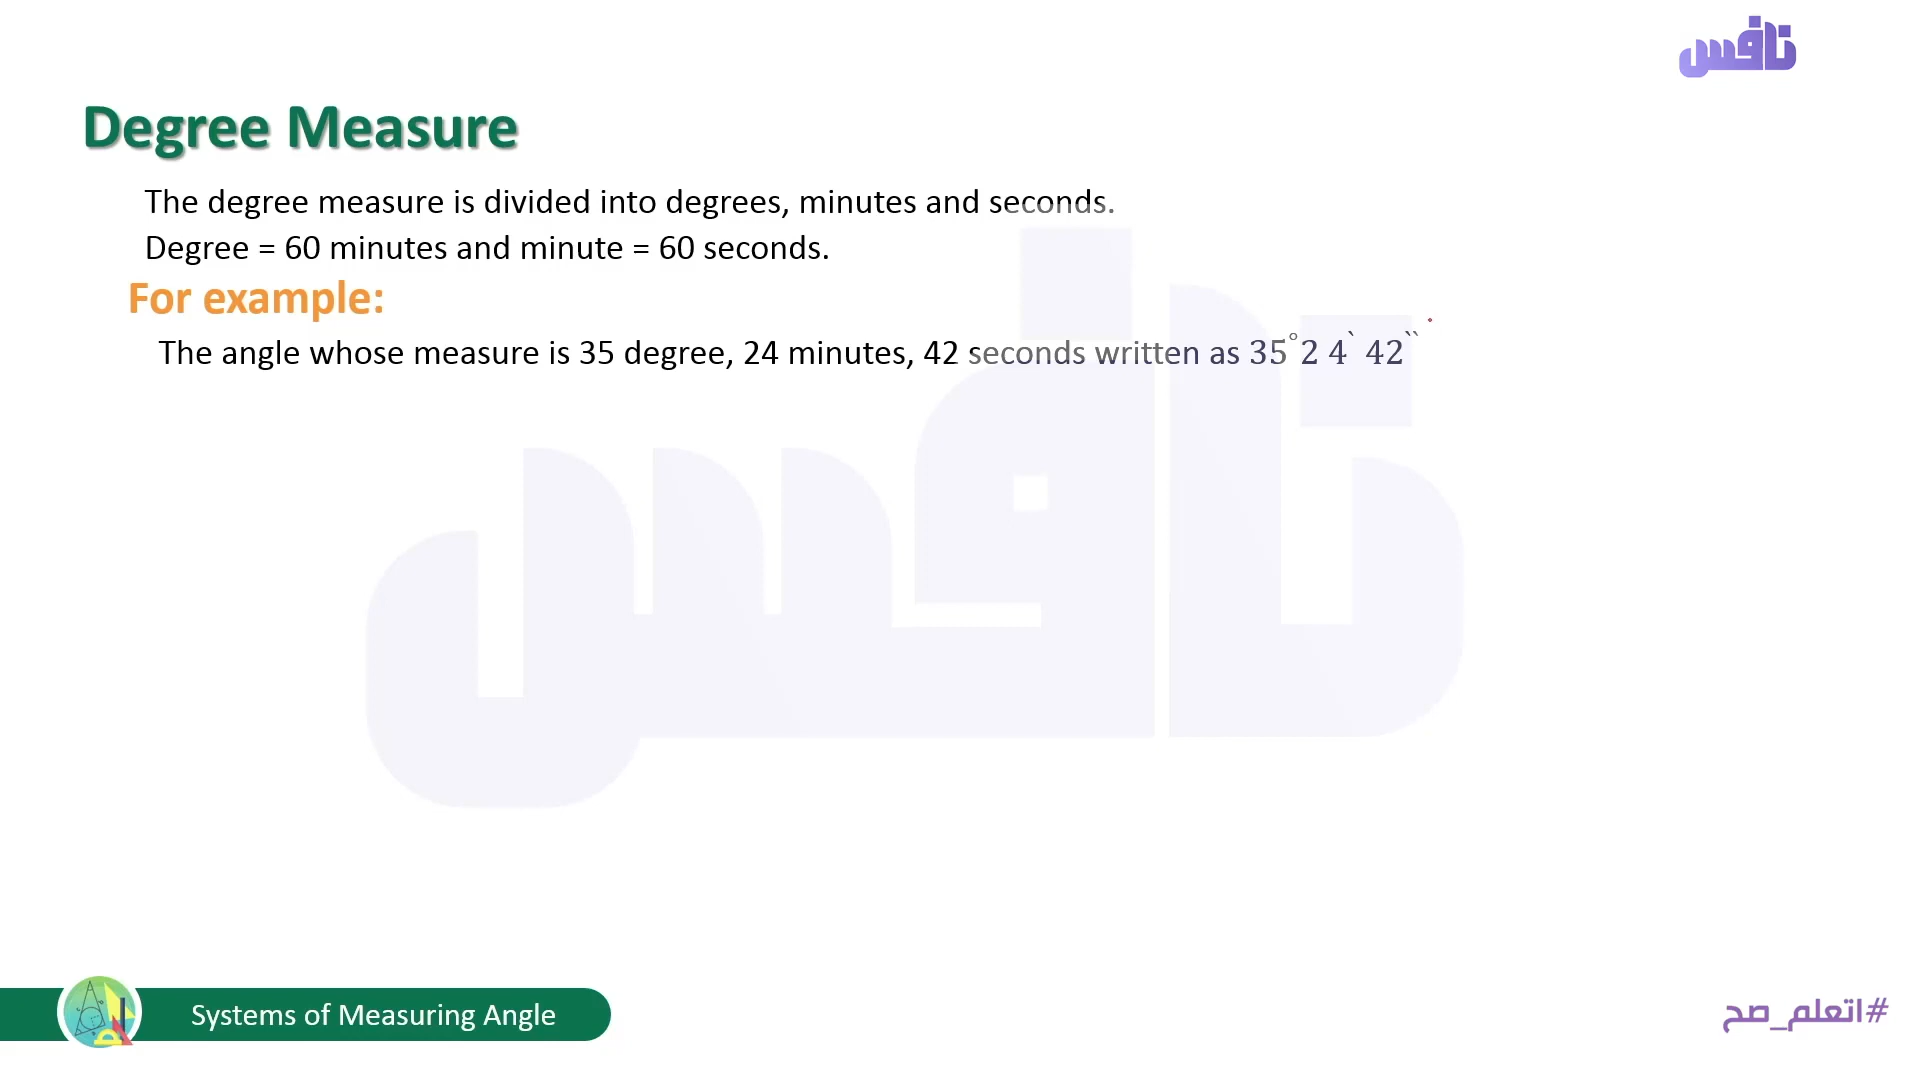 نافس
Degree Measure
The degree measure is divided into degrees, minutes and seconds.
Degree = 60 minutes and minute = 60 seconds.
For example:
The angle whose measure is 35 degree, 24 minutes, 42 seconds written as 35°2 4` 42``
نافس
Systems of Measuring Angle
#اتعلم_صح